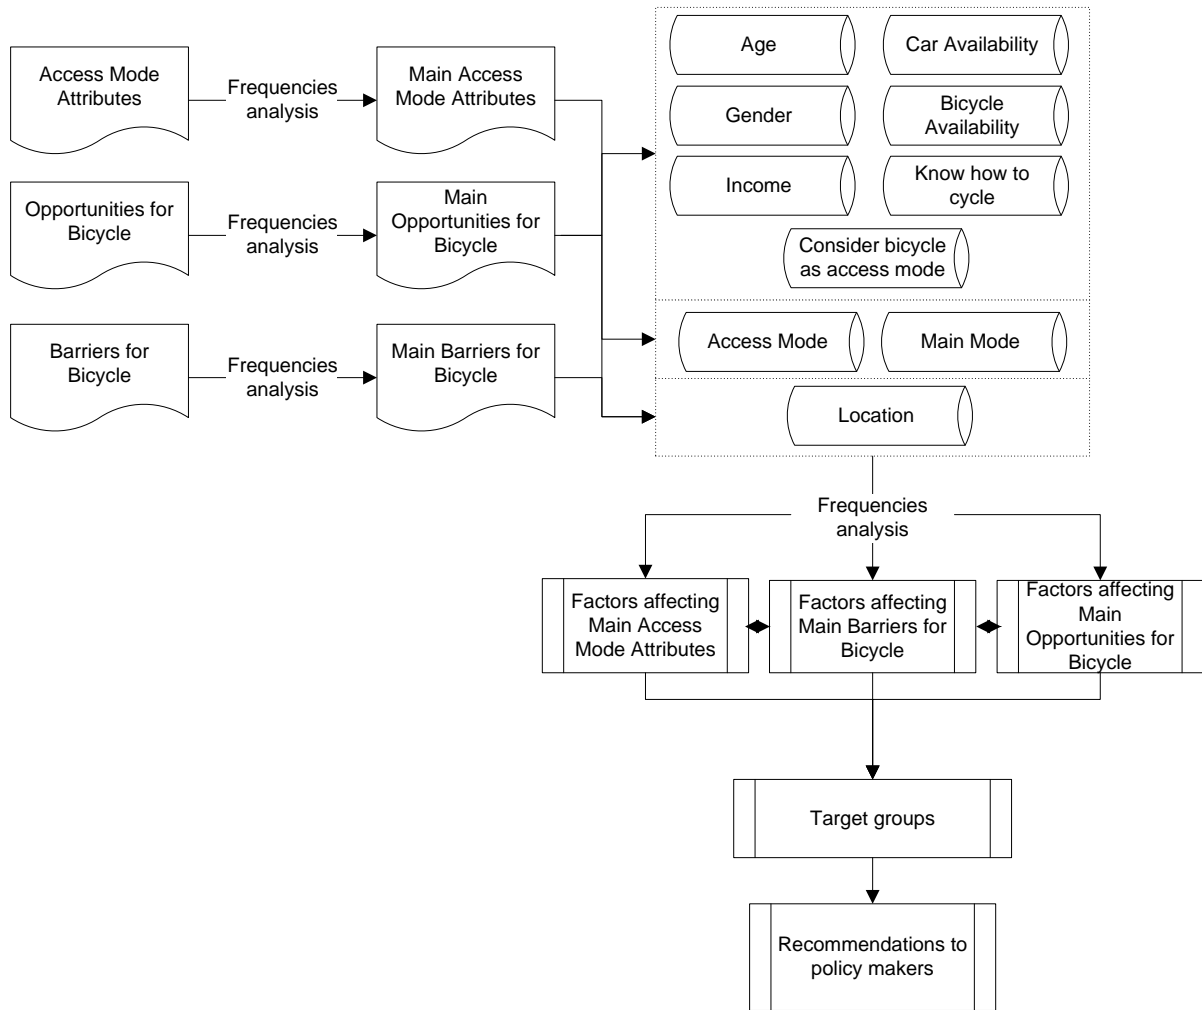 Access Mode
Attributes
Frequencies
analysis
Main Access
Mode Attributes
Age
Car Availability
Gender
Bicycle
Availability
Opportunities for
Bicycle
Frequencies
analysis
Main
Opportunities for
Bicycle
Income
Know how to
cycle
Consider bicycle
as access mode
Barriers for
Bicycle
Frequencies
analysis
Main Barriers for
Bicycle
Access Mode
Main Mode
Location
Frequencies
analysis
Factors affecting
Main Access
Mode Attributes
Factors affecting
Main Barriers for
Bicycle
Factors affecting
Main
Opportunities for
Bicycle
Target groups
Recommendations to
policy makers